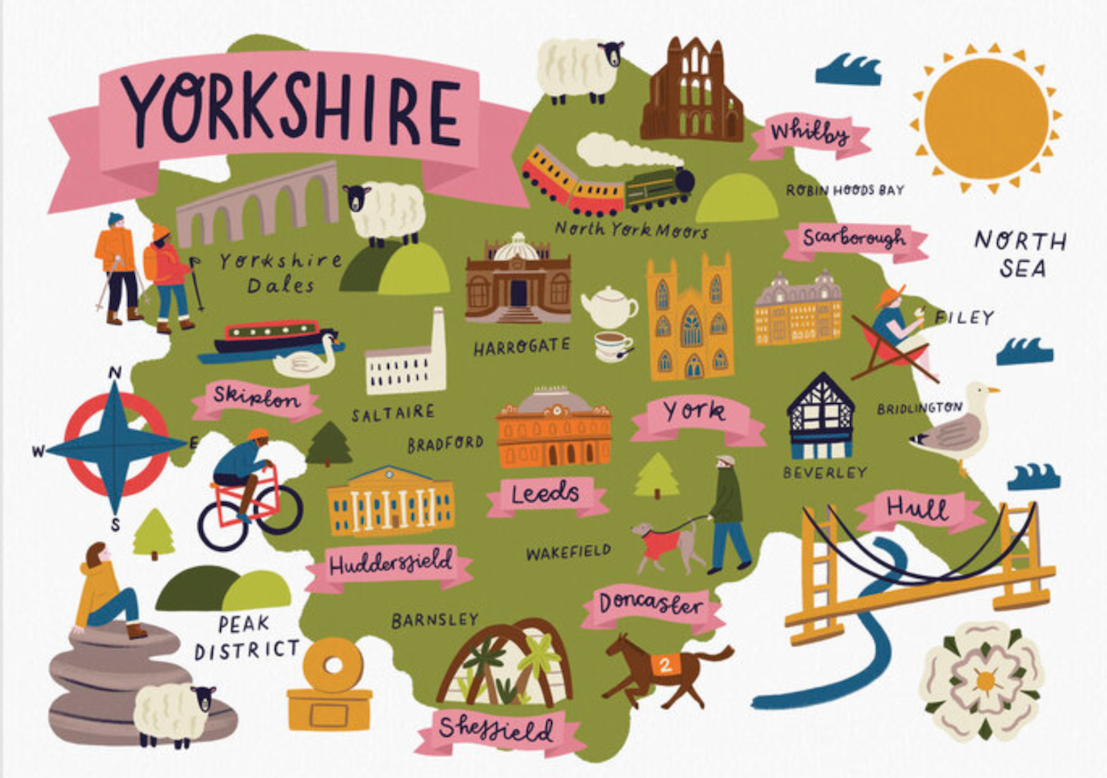 YORKSHIRE
Whitby
ROBIN HOODS BAY
North York Moors
Scarborough
NORTH
SEA
Yorkshire
Dales
FILEY
HARROGATE
Skipton
SALTAIRE
York
BRIDLINGTON
BRADFORD
BEVERLEY
N
W
E
S
Leeds
Hull
WAKEFIELD
Huddersfield
Doncaster
BARNSLEY
PEAK
DISTRICT
2
Sheffield